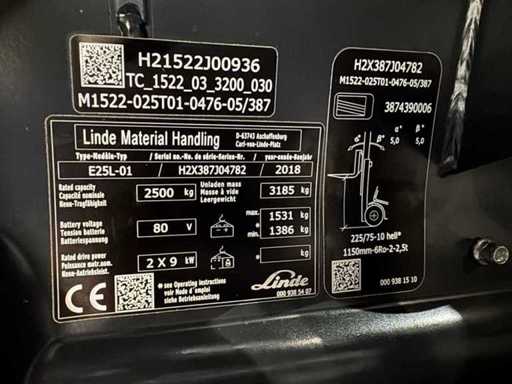 H21522J00936
TC_1522_03_3200_030
M1522-025T01-0476-05/387
Linde Material Handling
D-63743 Aschaffenburg
Carl-von-Linde-Platz
Type-Modèle-Typ
/ Serial no.-No. de série-Serien-Nr.
/ year-année-Baujahr
E25L-01
/ H2X387J04782
/ 2018
Rated capacity
Capacité nominale
Nenn-Tragfähigkeit
2500 kg
Unladen mass
Masse à vide
Leergewicht
3185 kg
Battery voltage
Tension batterie
Batteriespannung
80 V
max. 1531 kg
min. 1386 kg
Rated drive power
Puissance motr.nom.
Nenn-Antriebsleist.
2 X 9 kW
kg
CE
see Operating instructions
voir Mode d'emploi
siehe Betriebsanleitung
Linde
000 938 54 07
H2X387J04782
M1522-025T01-0476-05/387
3874390006
α° β°
5,0 5,0
α° β°
5,0 5,0
225/75-10 hell*
1150mm-6Ro-2-2,5t
000 938 15 10